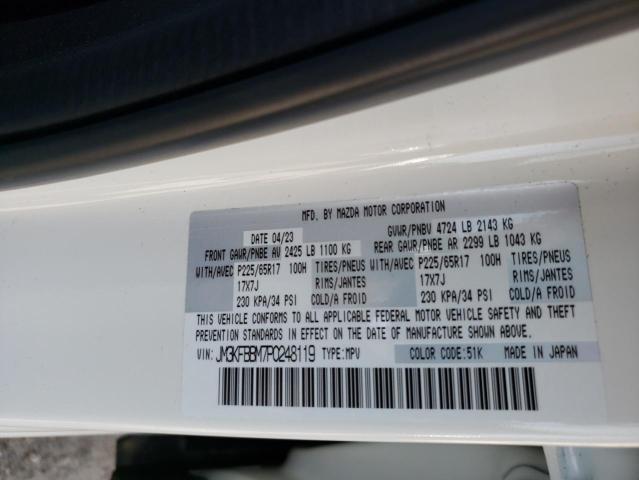 MFD. BY MAZDA MOTOR CORPORATION
DATE 04/23 GVWR/PNBV 4724 LB 2143 KG
FRONT GAWR/PNBE AV 2425 LB 1100 KG REAR GAWR/PNBE AR 2299 LB 1043 KG
WITH/AVEC P225/65R17 100H TIRES/PNEUS WITH/AVEC P225/65R17 100H TIRES/PNEUS
17X7J RIMS/JANTES 17X7J RIMS/JANTES
230 KPA/34 PSI COLD/A FROID 230 KPA/34 PSI COLD/A FROID
THIS VEHICLE CONFORMS TO ALL APPLICABLE FEDERAL MOTOR VEHICLE SAFETY AND THEFT
PREVENTION STANDARDS IN EFFECT ON THE DATE OF MANUFACTURE SHOWN ABOVE.
VIN: JM3KFBBM7P0248119 TYPE:MPV COLOR CODE:51K MADE IN JAPAN